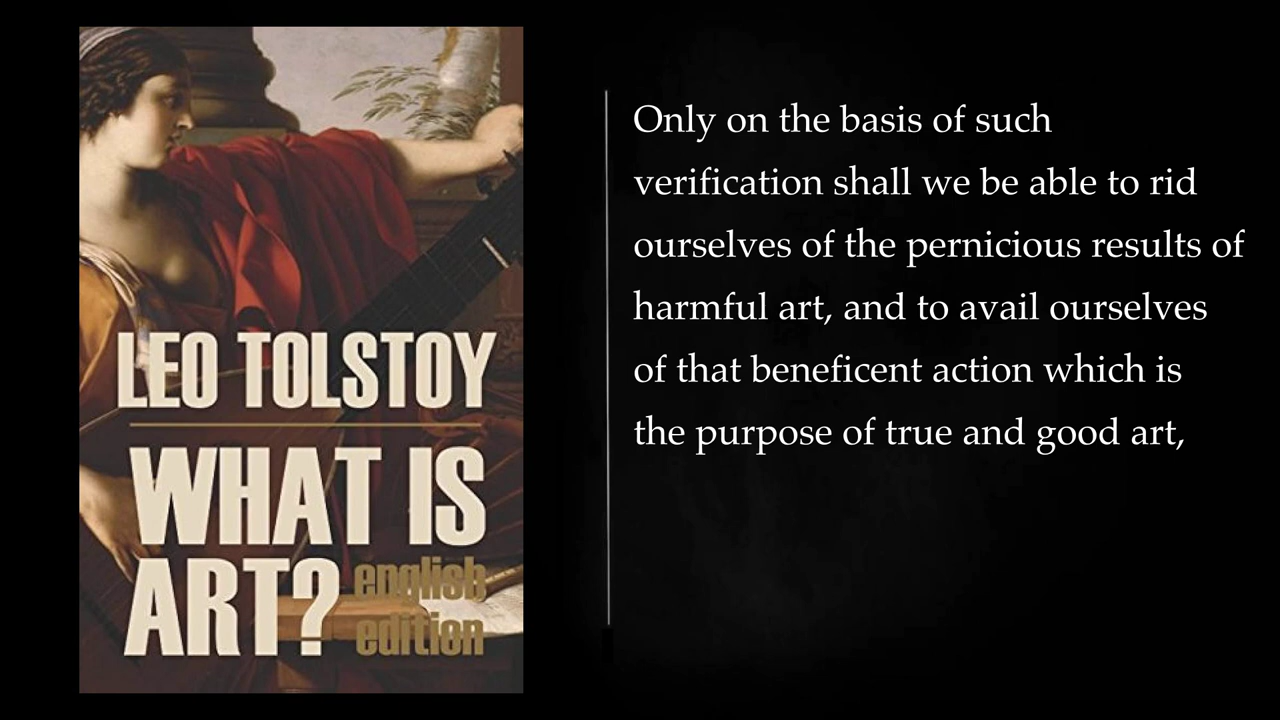 LEO TOLSTOY
WHAT IS
ART?
english
edition
Only on the basis of such
verification shall we be able to rid
ourselves of the pernicious results of
harmful art, and to avail ourselves
of that beneficent action which is
the purpose of true and good art,